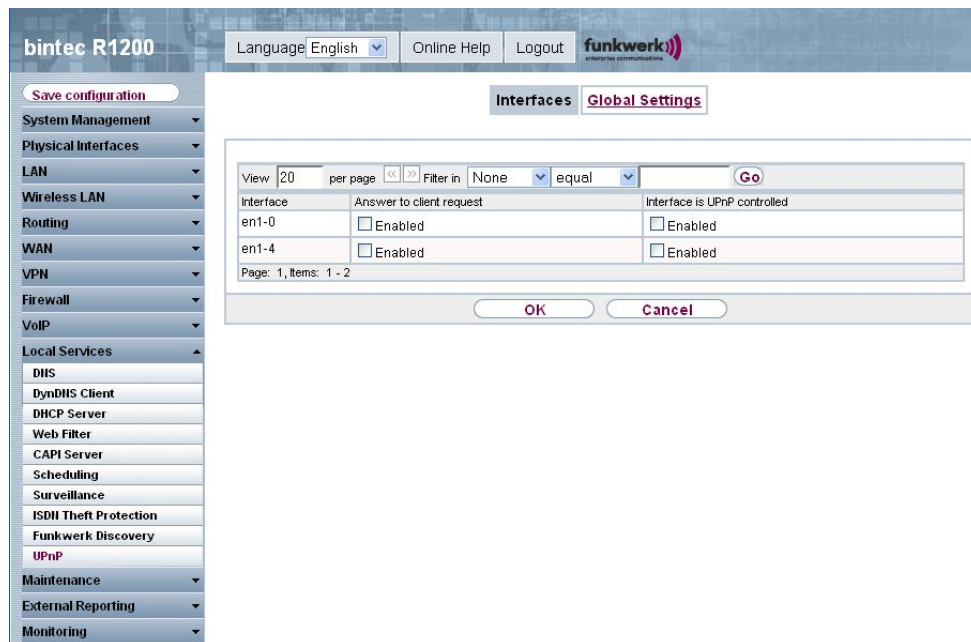 bintec R1200
Language English Online Help Logout funkwerk
enterprise communications
Save configuration
System Management
Physical Interfaces
LAN
Wireless LAN
Routing
WAN
VPN
Firewall
VoIP
Local Services
DNS
DynDNS Client
DHCP Server
Web Filter
CAPI Server
Scheduling
Surveillance
ISDN Theft Protection
Funkwerk Discovery
UPnP
Maintenance
External Reporting
Monitoring
Interfaces Global Settings
View 20 per page << >> Filter in None equal Go
Interface Answer to client request Interface is UPnP controlled
en1-0 Enabled Enabled
en1-4 Enabled Enabled
Page: 1, Items: 1 - 2
OK Cancel